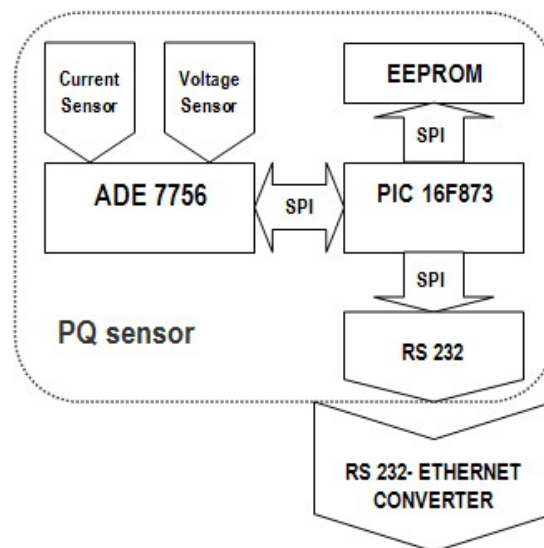 Current
Sensor
Voltage
Sensor
EEPROM
SPI
ADE 7756
SPI
PIC 16F873
SPI
PQ sensor
RS 232
RS 232- ETHERNET
CONVERTER